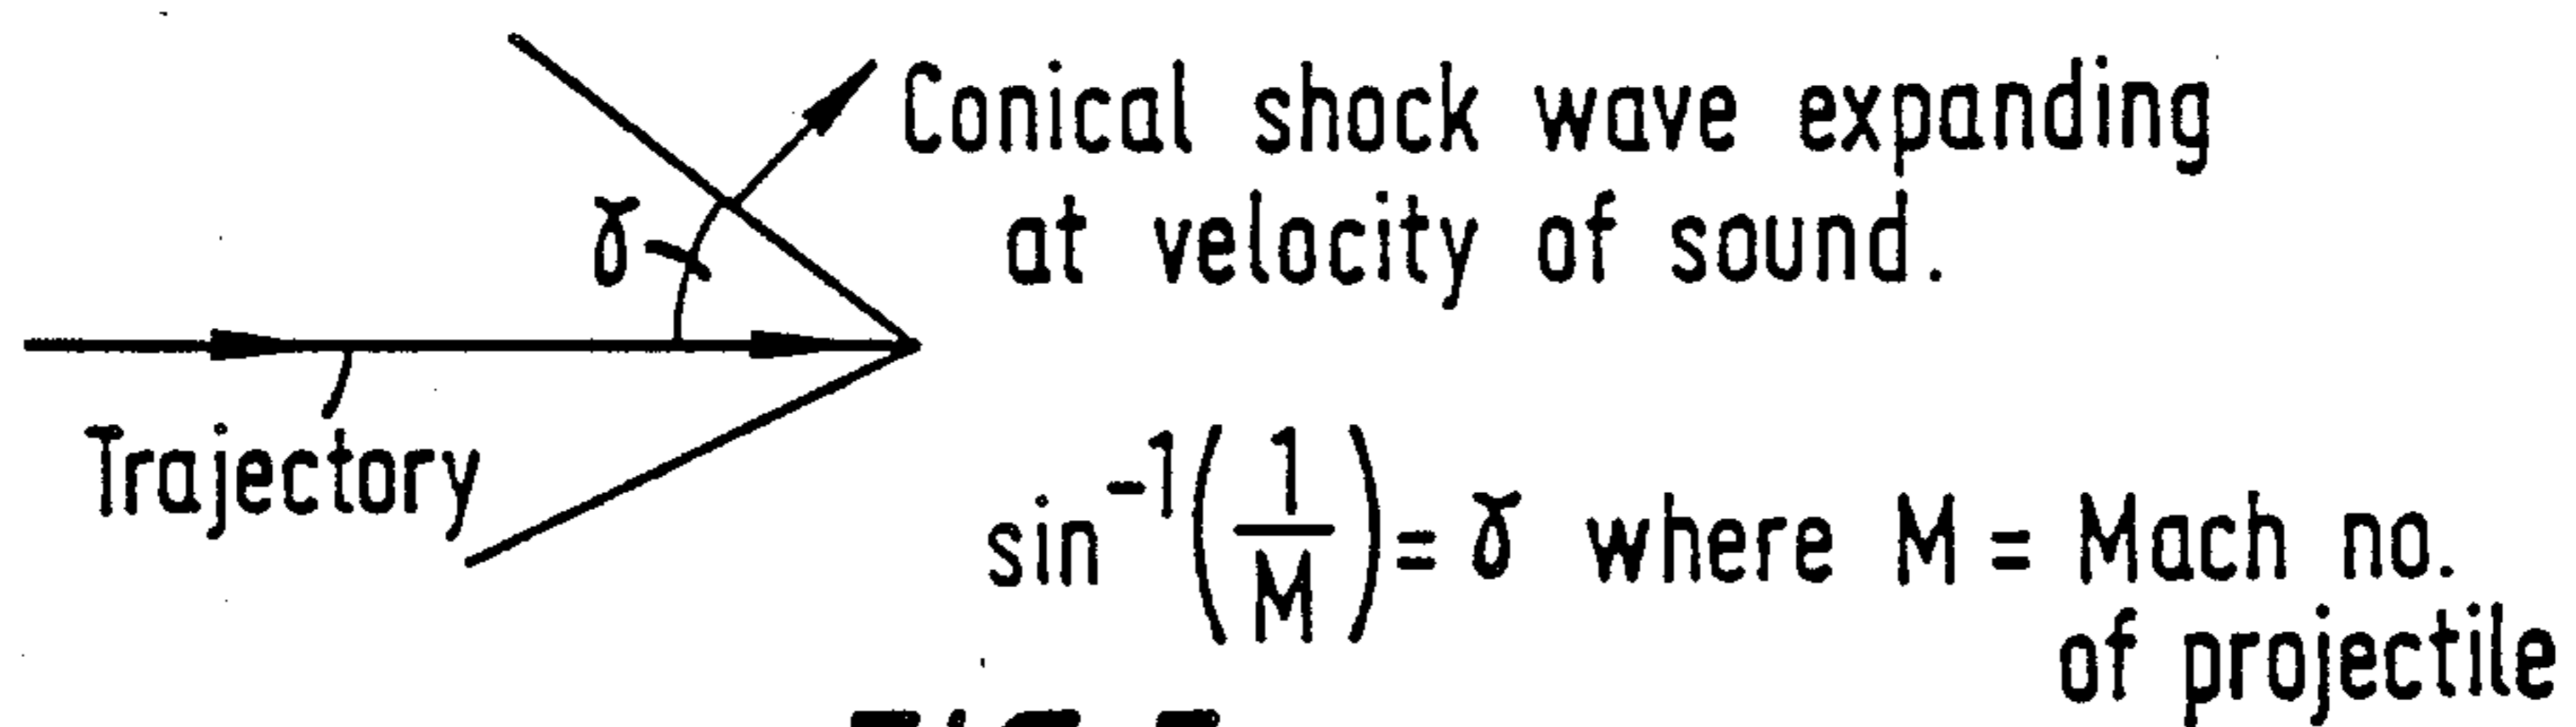 Conical shock wave expanding
at velocity of sound.
γ
Trajectory
sin⁻¹(1/M) = γ where M = Mach no.
of projectile